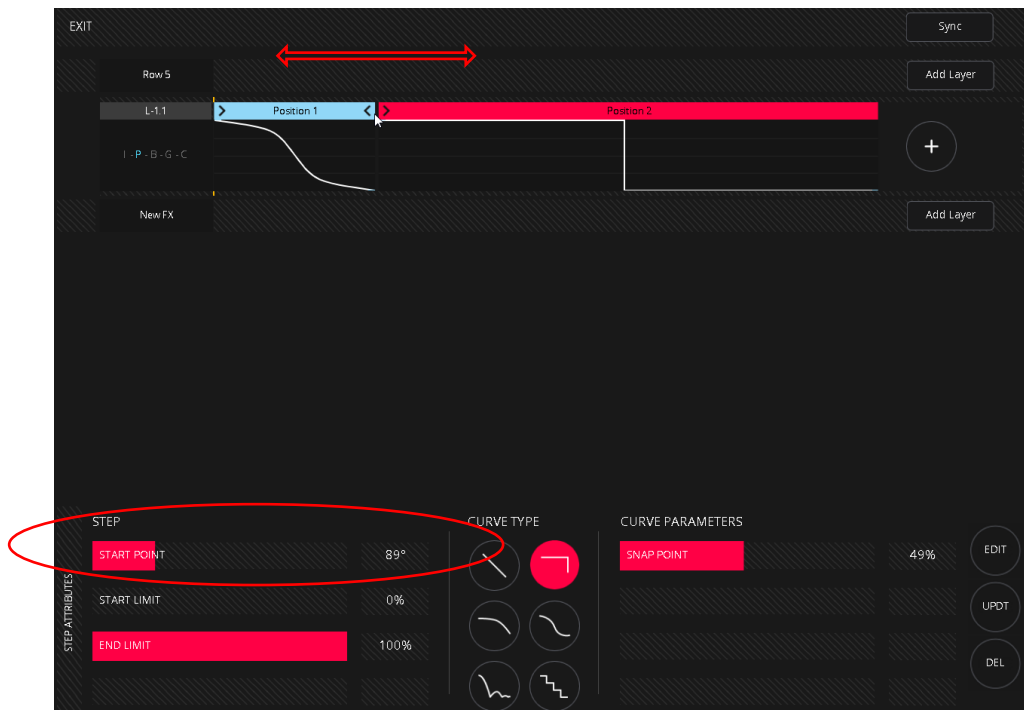 EXIT
Sync
Row 5
Add Layer
L-1.1
Position 1
Position 2
I - P - B - G - C
New FX
Add Layer
STEP
CURVE TYPE
CURVE PARAMETERS
START POINT
89°
SNAP POINT
49%
EDIT
START LIMIT
0%
UPDT
END LIMIT
100%
DEL
STEP ATTRIBUTES